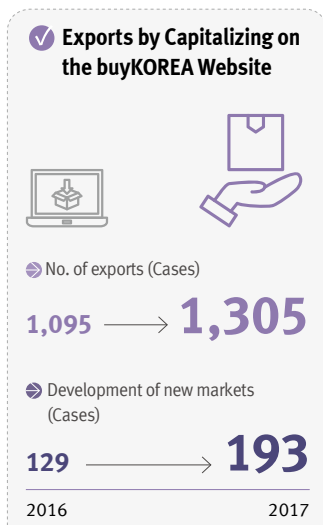 Exports by Capitalizing on
the buyKOREA Website
No. of exports (Cases)
1,095 1,305
Development of new markets
(Cases)
129 193
2016 2017